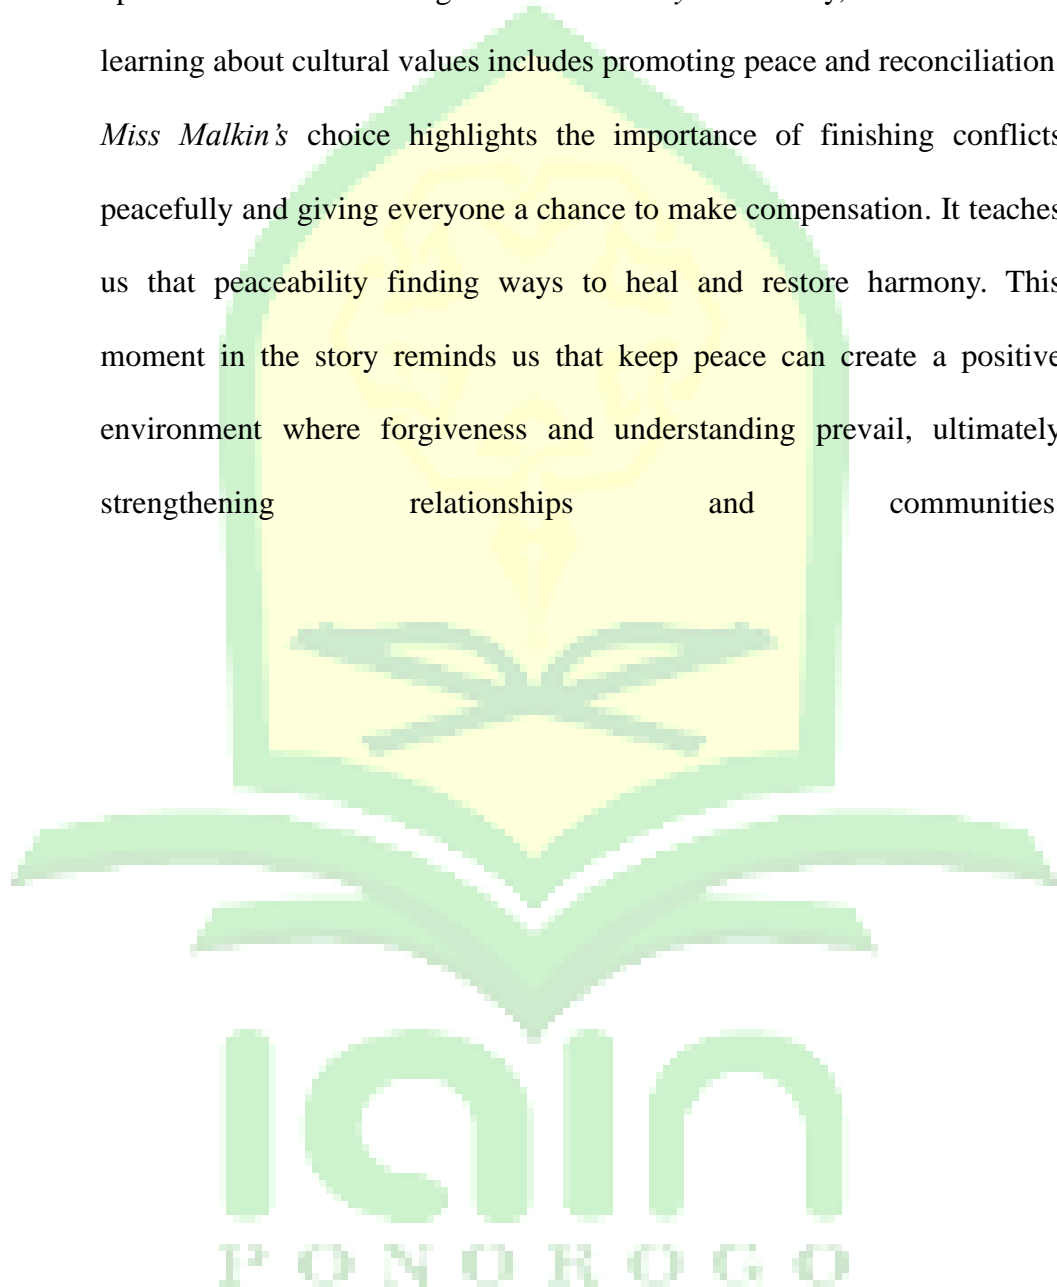 learning about cultural values includes promoting peace and reconciliation
Miss Malkin’s choice highlights the importance of finishing conflicts
peacefully and giving everyone a chance to make compensation. It teaches
us that peaceability finding ways to heal and restore harmony. This
moment in the story reminds us that keep peace can create a positive
environment where forgiveness and understanding prevail, ultimately
strengthening relationships and communities
iain
PONOROGO